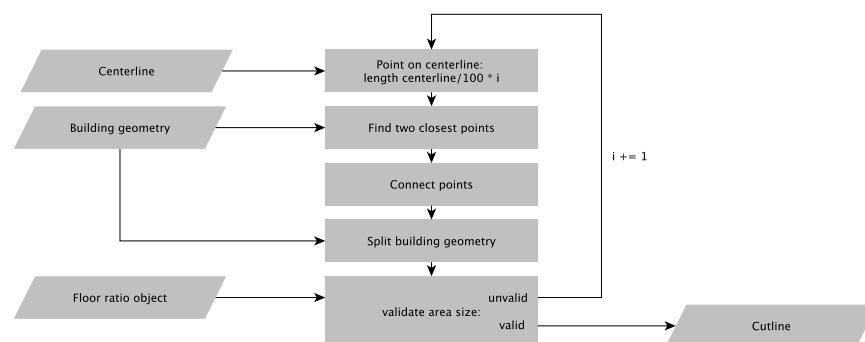 Centerline
Point on centerline:
length centerline/100 * i
Building geometry
Find two closest points
i += 1
Connect points
Split building geometry
Floor ratio object
unvalid
validate area size:
valid
Cutline